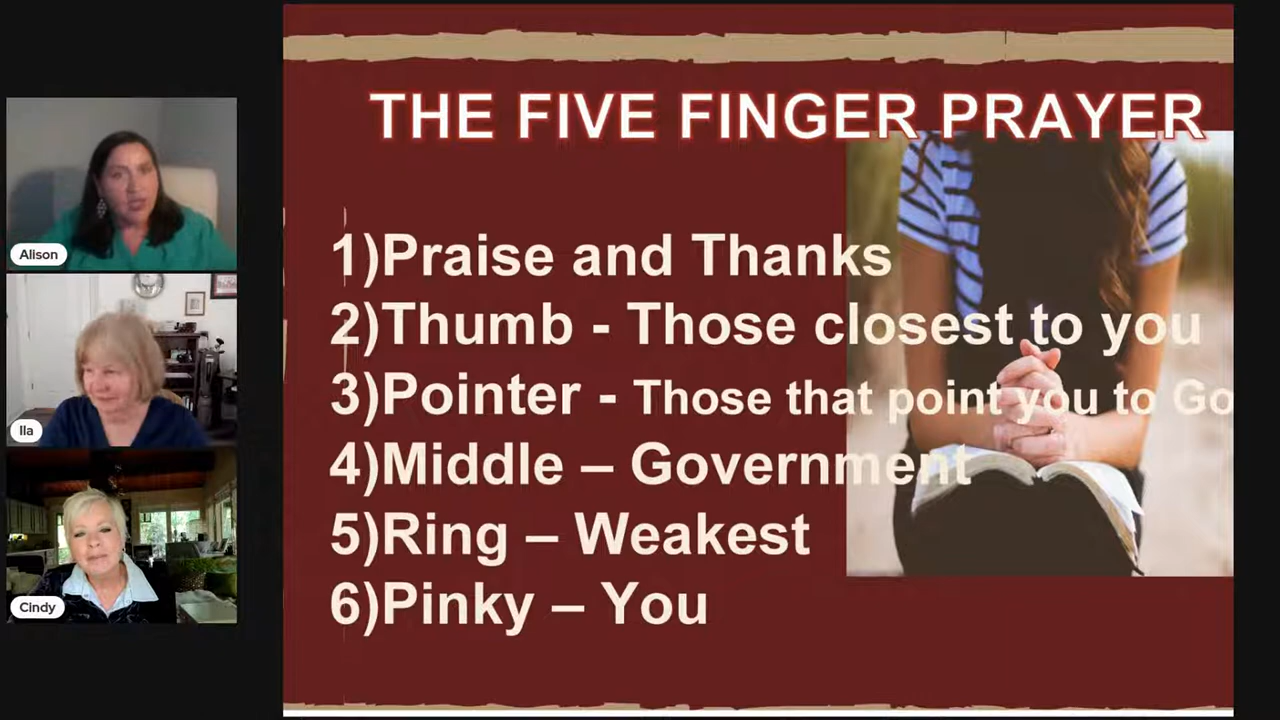 THE FIVE FINGER PRAYER
1)Praise and Thanks
2)Thumb - Those closest to you
3)Pointer - Those that point you to Go
4)Middle – Government
5)Ring – Weakest
6)Pinky – You
Alison
Ila
Cindy